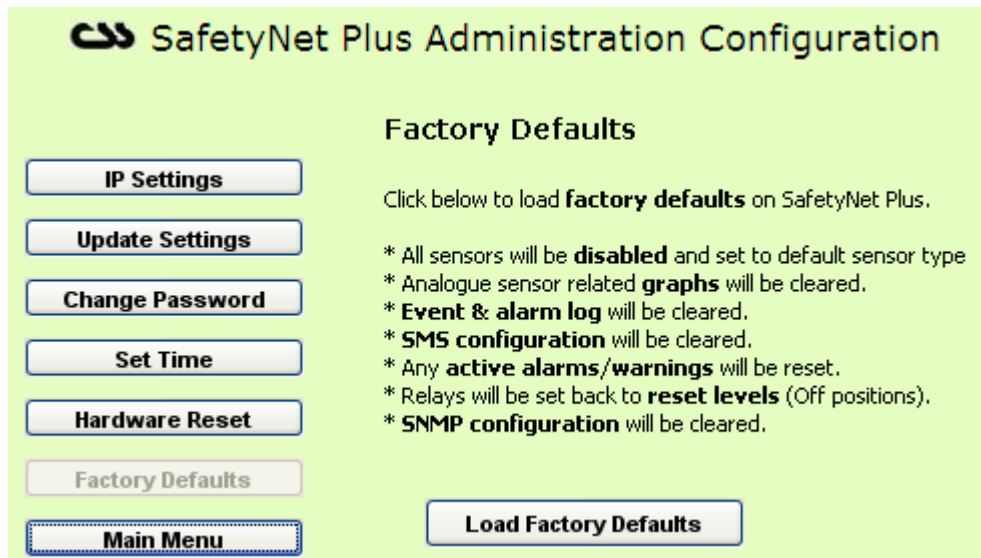 CSS SafetyNet Plus Administration Configuration
Factory Defaults
IP Settings
Update Settings
Change Password
Set Time
Hardware Reset
Factory Defaults
Main Menu
Click below to load factory defaults on SafetyNet Plus.
* All sensors will be disabled and set to default sensor type
* Analogue sensor related graphs will be cleared.
* Event & alarm log will be cleared.
* SMS configuration will be cleared.
* Any active alarms/warnings will be reset.
* Relays will be set back to reset levels (Off positions).
* SNMP configuration will be cleared.
Load Factory Defaults